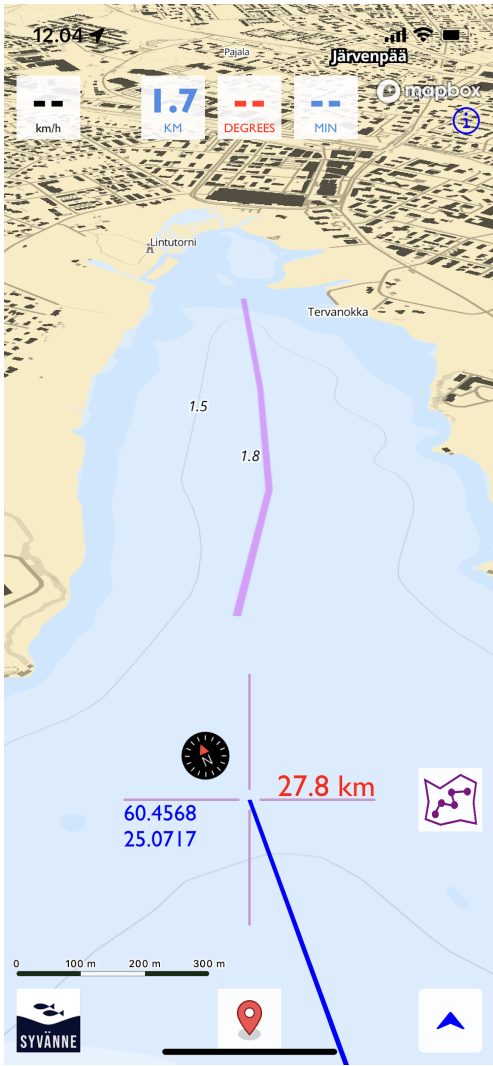 12.04
Pajala
Järvenpää
mapbox
--
km/h
1.7
KM
--
DEGREES
--
MIN
i
Lintutorni
Tervanokka
1.5
1.8
N
27.8 km
60.4568
25.0717
0 100 m 200 m 300 m
SYVÄNNE